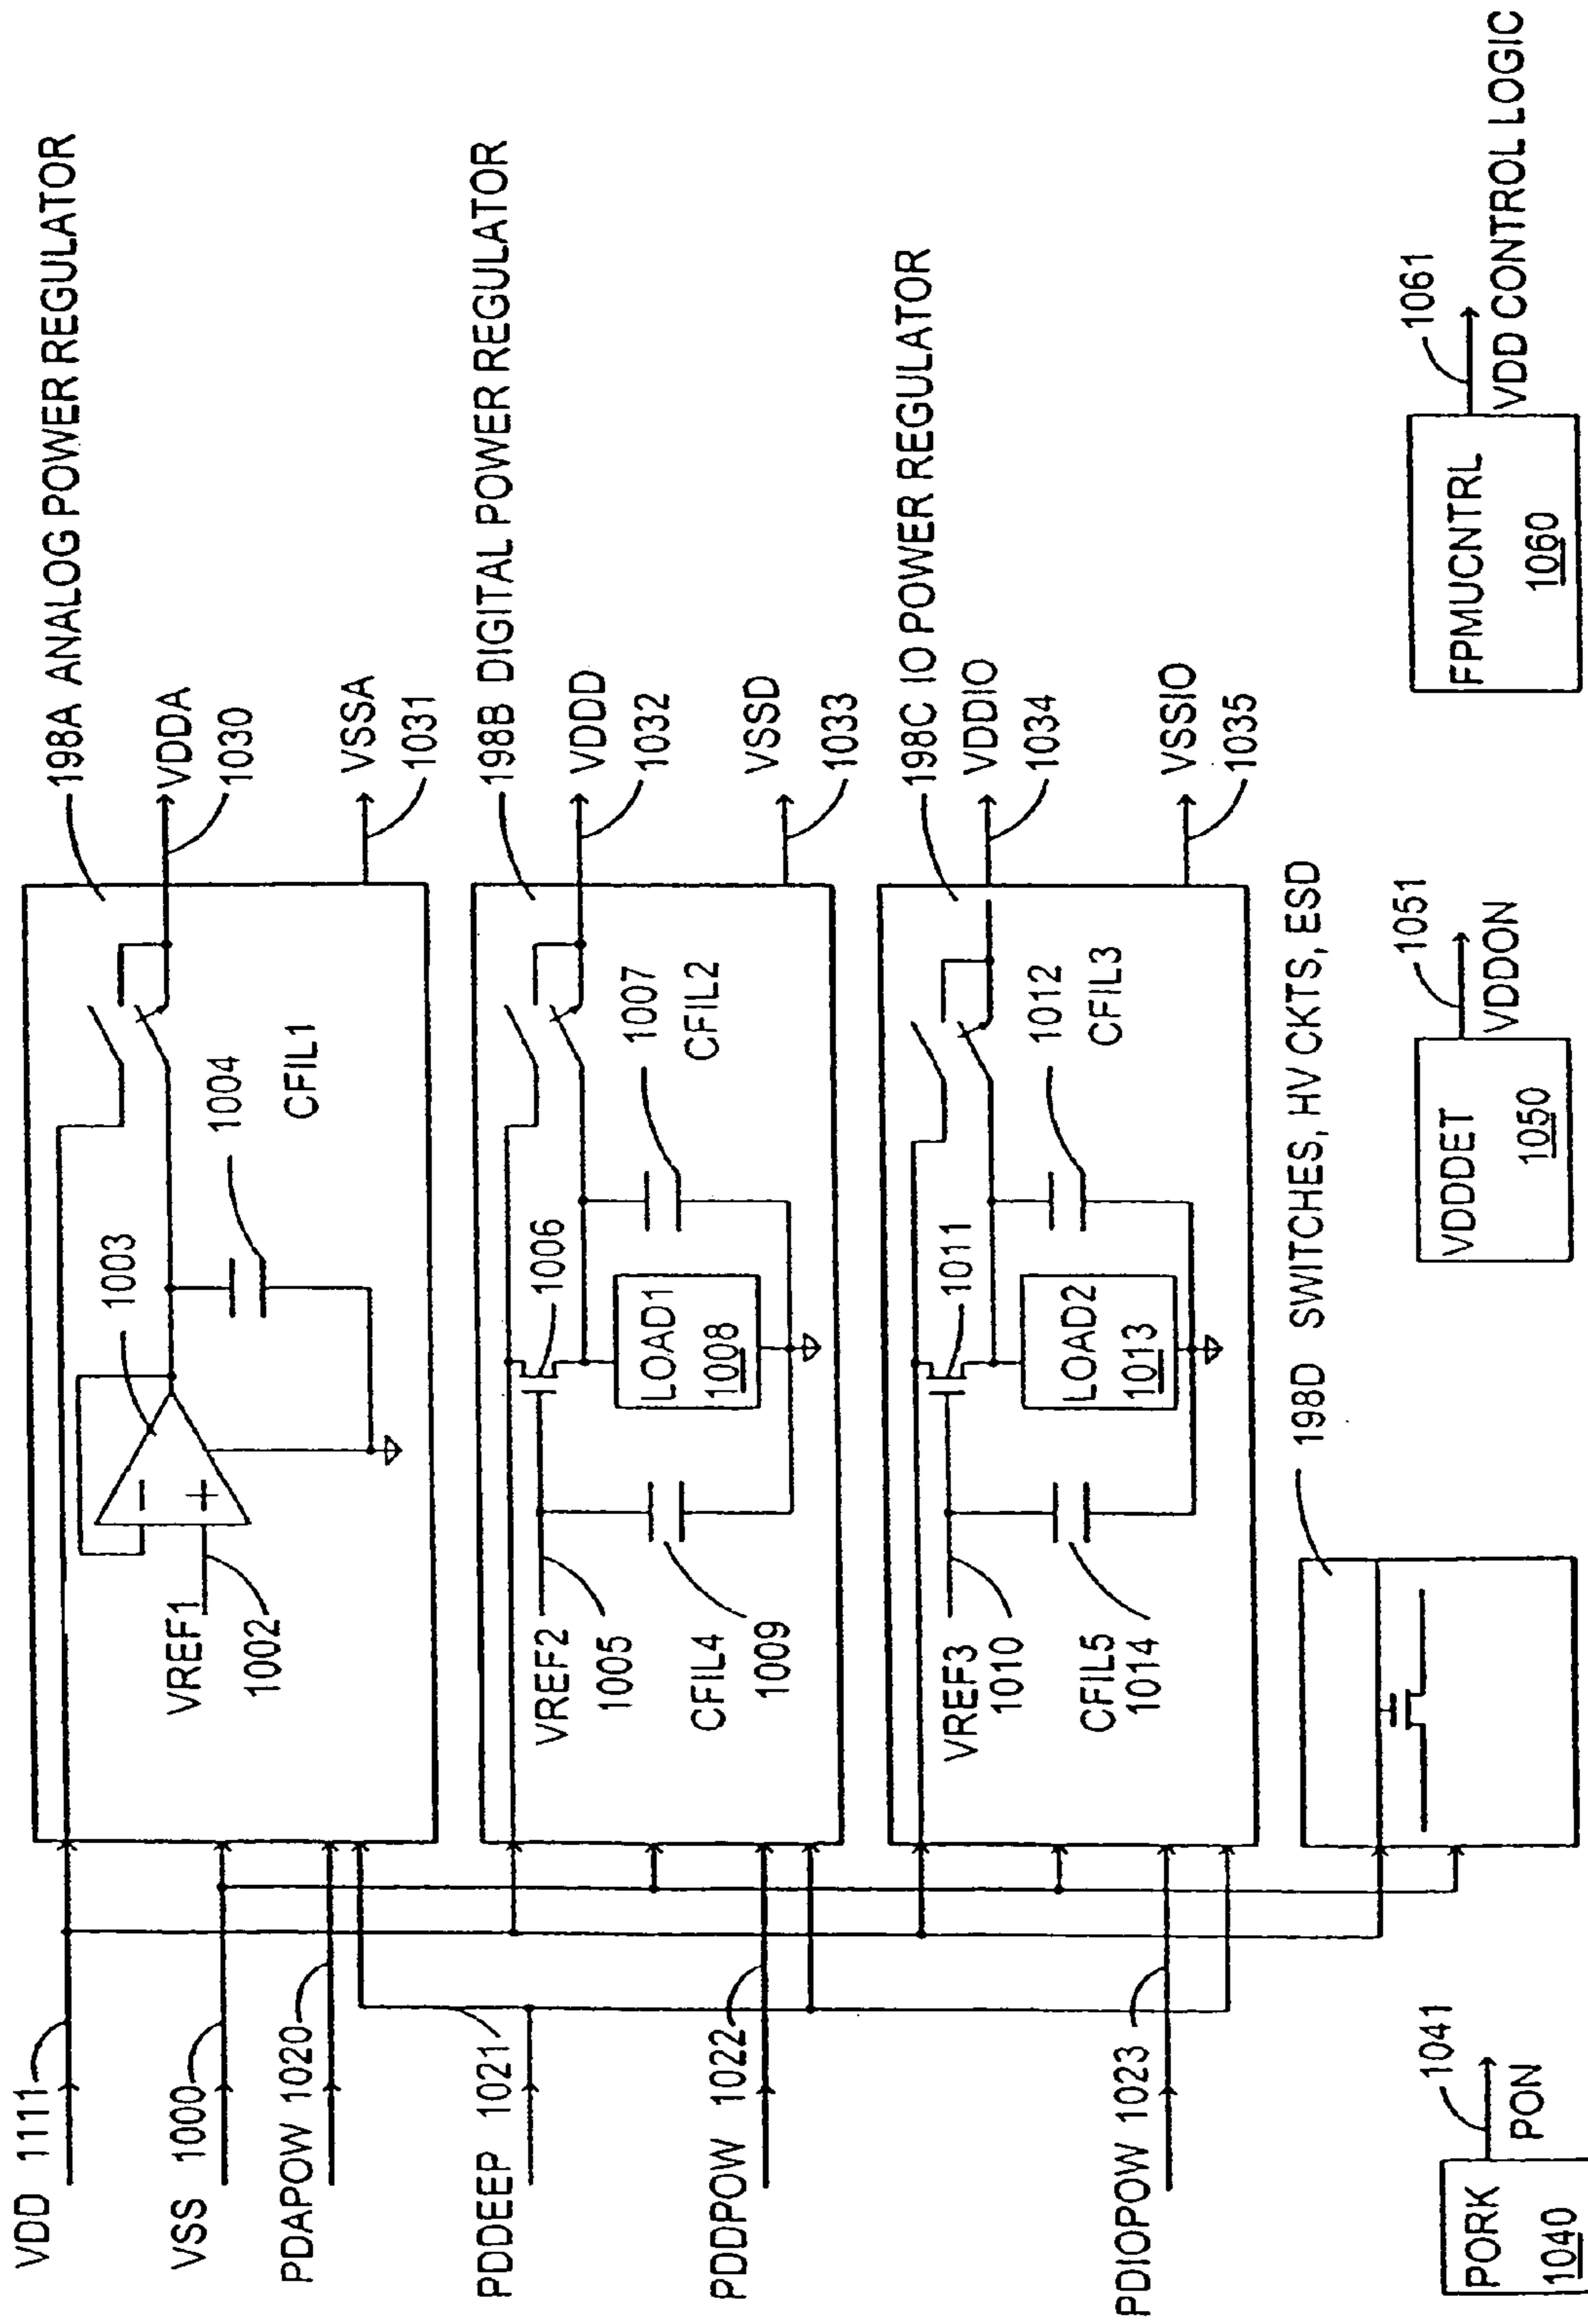 VDD 1111
VSS 1000
PDAPOW 1020
PDDEEP 1021
PDDPOW 1022
PDIOPOW 1023
198A ANALOG POWER REGULATOR
VREF1
1002
1003
1004
CFIL1
VDDA
1030
VSSA
1031
198B DIGITAL POWER REGULATOR
VREF2
1005
CFIL4
1009
1006
LOAD1
1008
1007
CFIL2
VDDD
1032
VSSD
1033
198C IO POWER REGULATOR
VREF3
1010
CFIL5
1014
1011
LOAD2
1013
1012
CFIL3
VDDIO
1034
VSSIO
1035
198D SWITCHES, HV CKTS, ESD
PORK
1040
1041
PON
VDDDET
1050
1051
VDDON
FPMUCNTRL
1060
1061
VDD CONTROL LOGIC